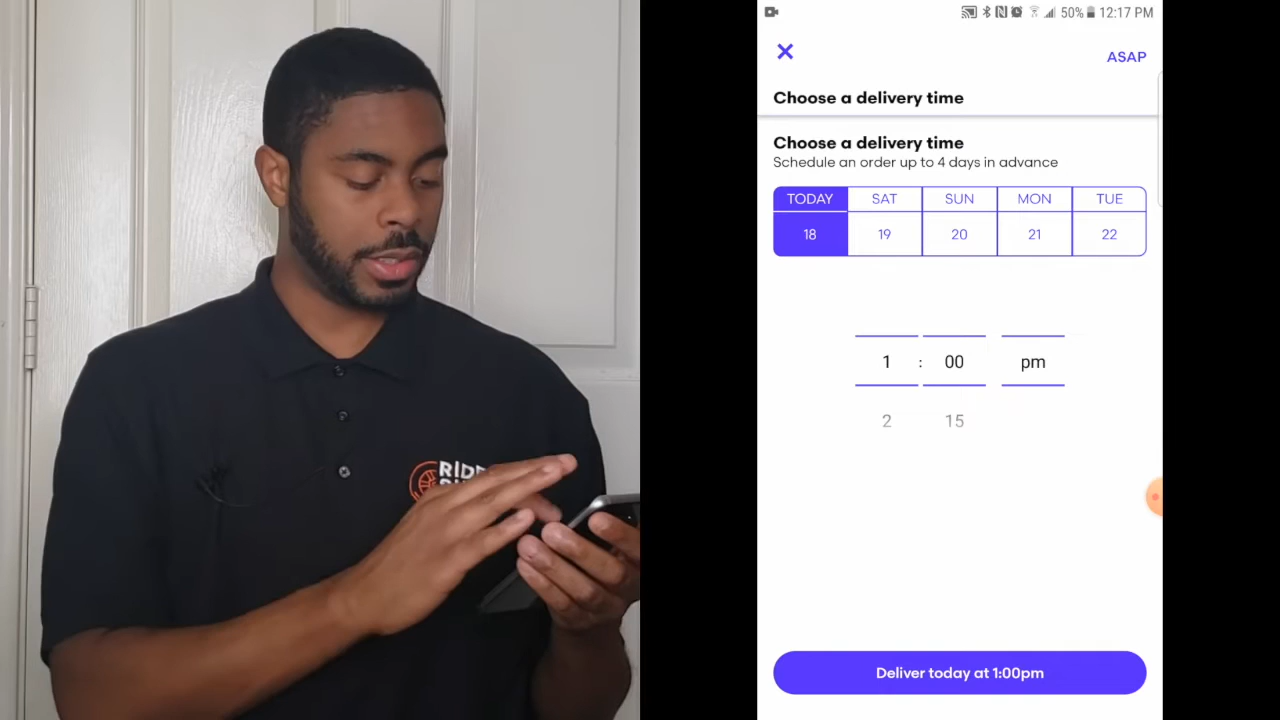 50% 12:17 PM
ASAP
Choose a delivery time
Choose a delivery time
Schedule an order up to 4 days in advance
TODAY SAT SUN MON TUE
18 19 20 21 22
1 : 00 pm
2 15
Deliver today at 1:00pm